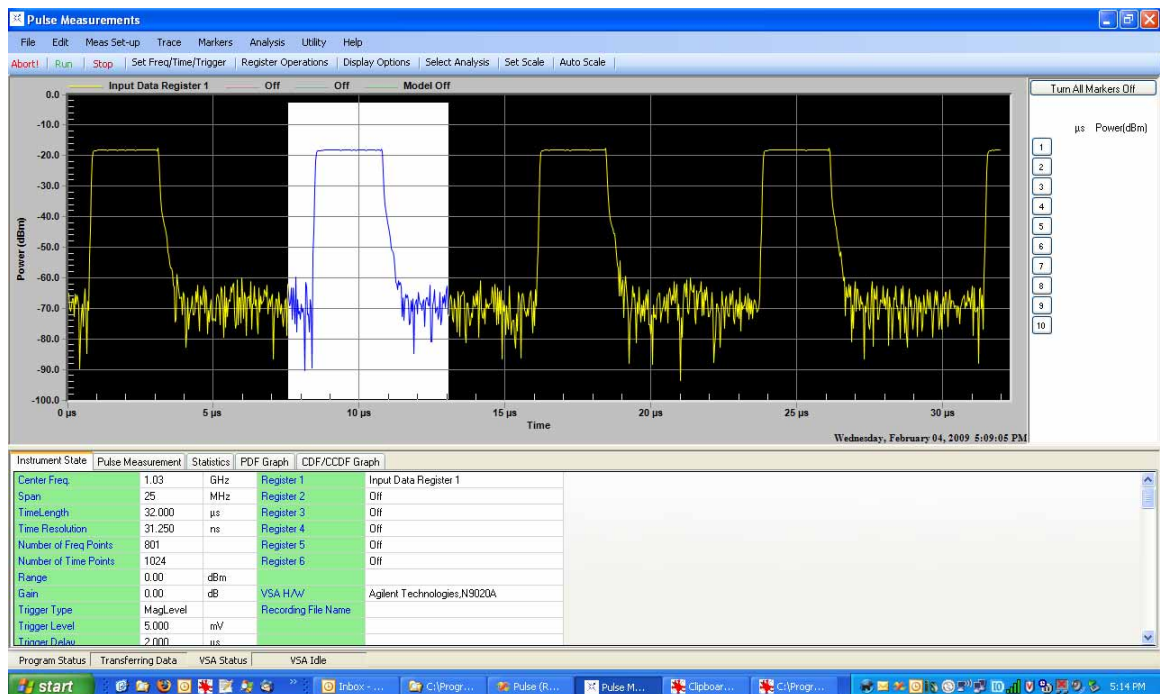 Pulse Measurements
File Edit Meas Set-up Trace Markers Analysis Utility Help
Abort! Run Stop Set Freq/Time/Trigger Register Operations Display Options Select Analysis Set Scale Auto Scale
Input Data Register 1 Off Off Model Off
Turn All Markers Off
µs Power(dBm)
1
2
3
4
5
6
7
8
9
10
0.0
-10.0
-20.0
-30.0
-40.0
-50.0
-60.0
-70.0
-80.0
-90.0
-100.0
Power (dBm)
0 µs 5 µs 10 µs 15 µs 20 µs 25 µs 30 µs
Time
Wednesday, February 04, 2009 5:09:05 PM
Instrument State Pulse Measurement Statistics PDF Graph CDF/CCDF Graph
Center Freq. 1.03 GHz Register 1 Input Data Register 1
Span 25 MHz Register 2 Off
TimeLength 32.000 µs Register 3 Off
Time Resolution 31.250 ns Register 4 Off
Number of Freq Points 801 Register 5 Off
Number of Time Points 1024 Register 6 Off
Range 0.00 dBm
Gain 0.00 dB VSA H/W Agilent Technologies,N9020A
Trigger Type MagLevel Recording File Name
Trigger Level 5.000 mV
Trigger Delay 2.000 µs
Program Status Transferring Data VSA Status VSA Idle
start Inbox - ... C:\Progr... Pulse (R... Pulse M... Clipboar... C:\Progr... 5:14 PM